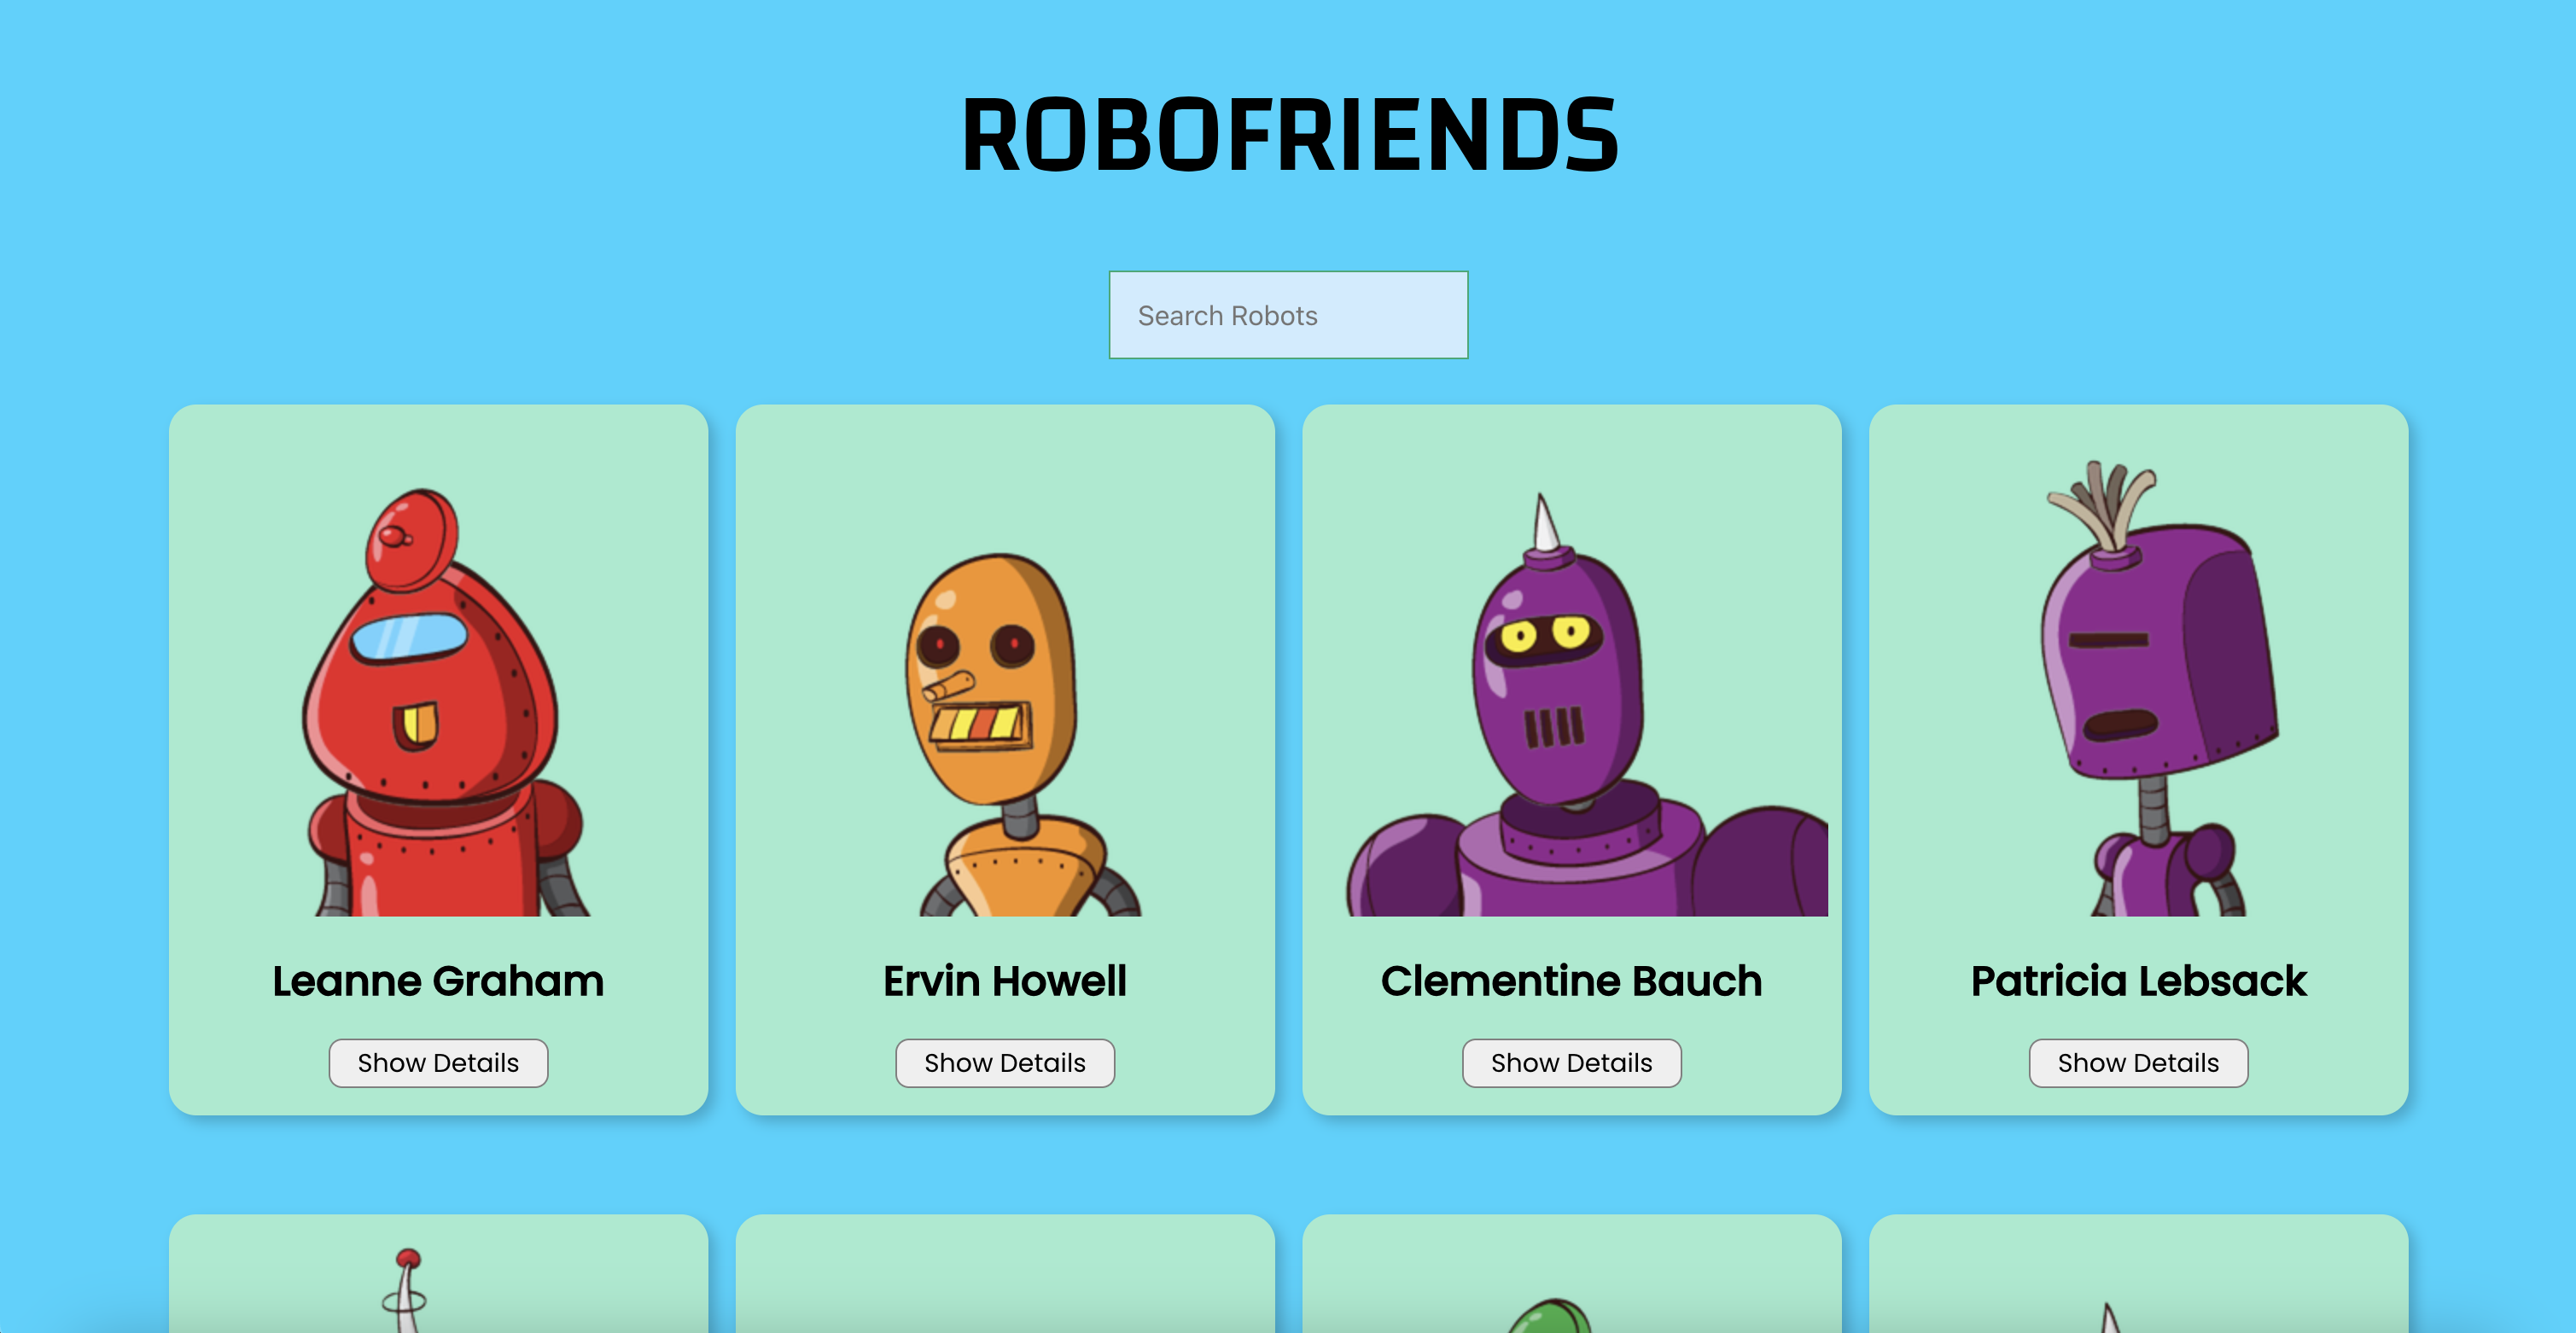 ROBOFRIENDS
Search Robots
Leanne Graham
Ervin Howell
Clementine Bauch
Patricia Lebsack
Show Details
Show Details
Show Details
Show Details